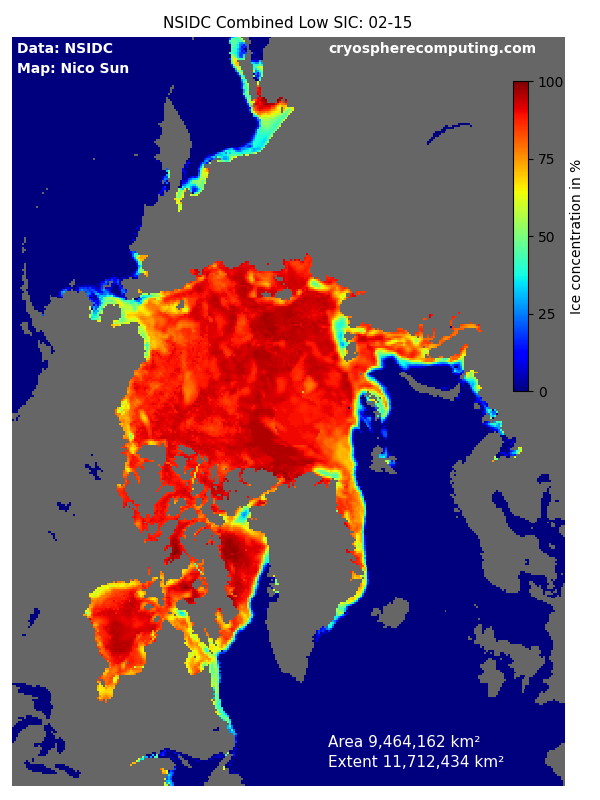 NSIDC Combined Low SIC: 02-15
Data: NSIDC
Map: Nico Sun
cryospherecomputing.com
100
75
50
25
0
Ice concentration in %
Area 9,464,162 km²
Extent 11,712,434 km²